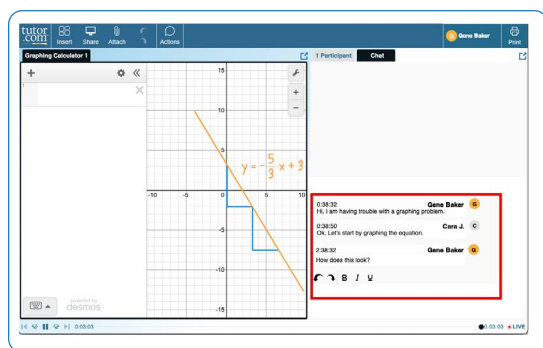 tutor
.com
Insert Share Attach Actions
Gene Baker
Print
Graphing Calculator 1
1 Participant Chat
15
10
5
y = -5/3 x + 3
-10 -5 0 5 10
-5
-10
-15
0:38:32 Gene Baker G
Hi, I am having trouble with a graphing problem.
0:38:50 Cara J. C
Ok. Let's start by graphing the equation.
2:38:32 Gene Baker G
How does this look?
B I U
powered by
desmos
0:03:03
0:03:03 LIVE